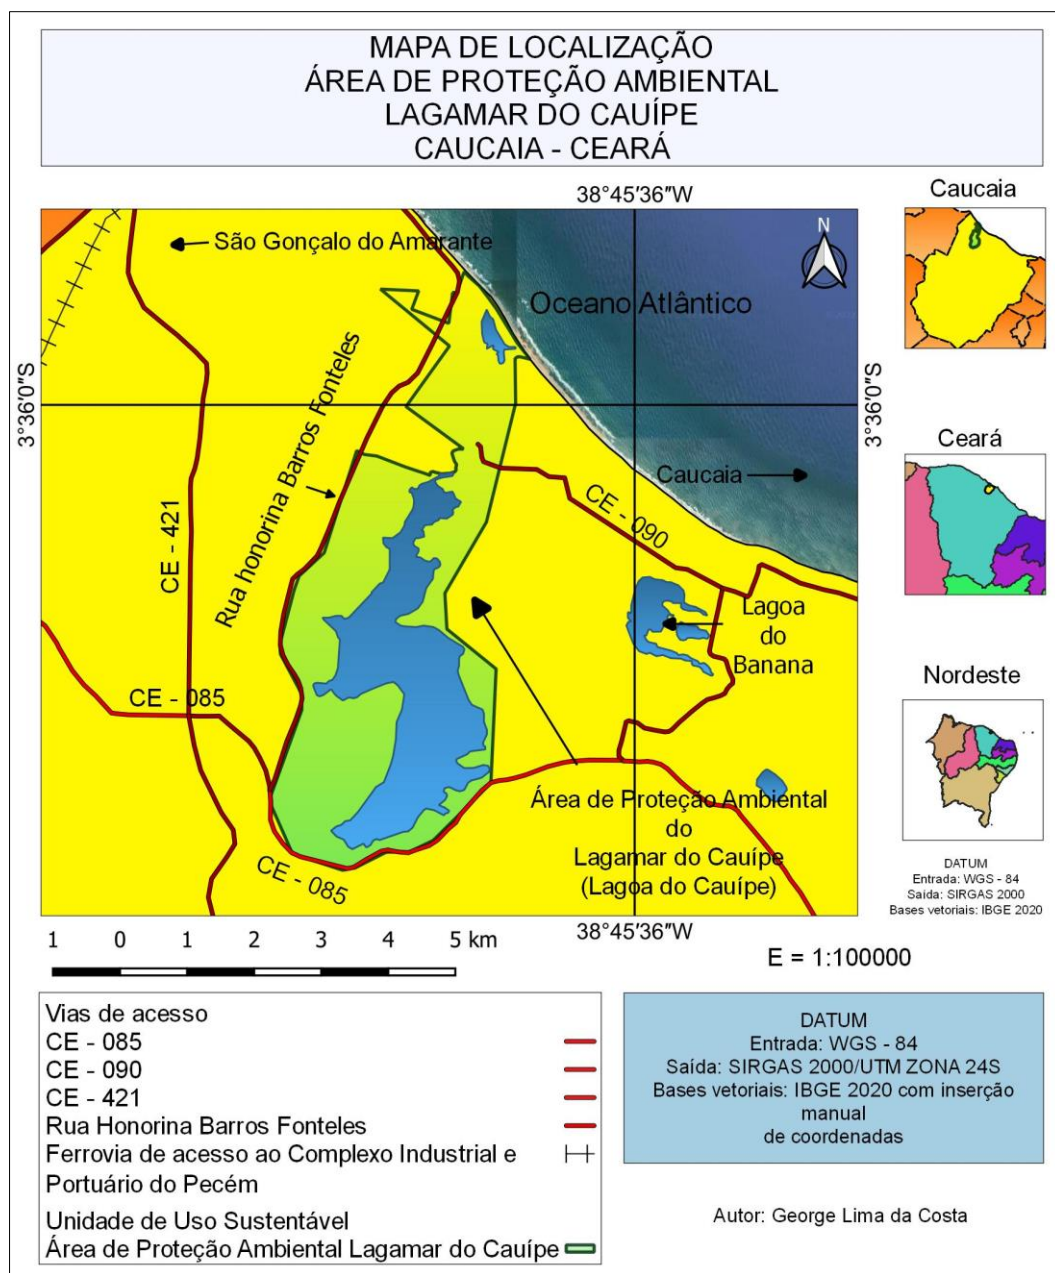 MAPA DE LOCALIZAÇÃO
ÁREA DE PROTEÇÃO AMBIENTAL
LAGAMAR DO CAUÍPE
CAUCAIA - CEARÁ
38°45′36″W
Caucaia
São Gonçalo do Amarante
N
Oceano Atlântico
3°36′0″S
3°36′0″S
Rua honorina Barros Fonteles
Ceará
Caucaia
CE - 421
CE - 090
Lagoa
do
Banana
Nordeste
CE - 085
Área de Proteção Ambiental
do
Lagamar do Cauípe
(Lagoa do Cauípe)
CE - 085
DATUM
Entrada: WGS - 84
Saída: SIRGAS 2000
Bases vetoriais: IBGE 2020
38°45′36″W
1 0 1 2 3 4 5 km
E = 1:100000
Vias de acesso
CE - 085
CE - 090
CE - 421
Rua Honorina Barros Fonteles
Ferrovia de acesso ao Complexo Industrial e
Portuário do Pecém
Unidade de Uso Sustentável
Área de Proteção Ambiental Lagamar do Cauípe
DATUM
Entrada: WGS - 84
Saída: SIRGAS 2000/UTM ZONA 24S
Bases vetoriais: IBGE 2020 com inserção
manual
de coordenadas
Autor: George Lima da Costa